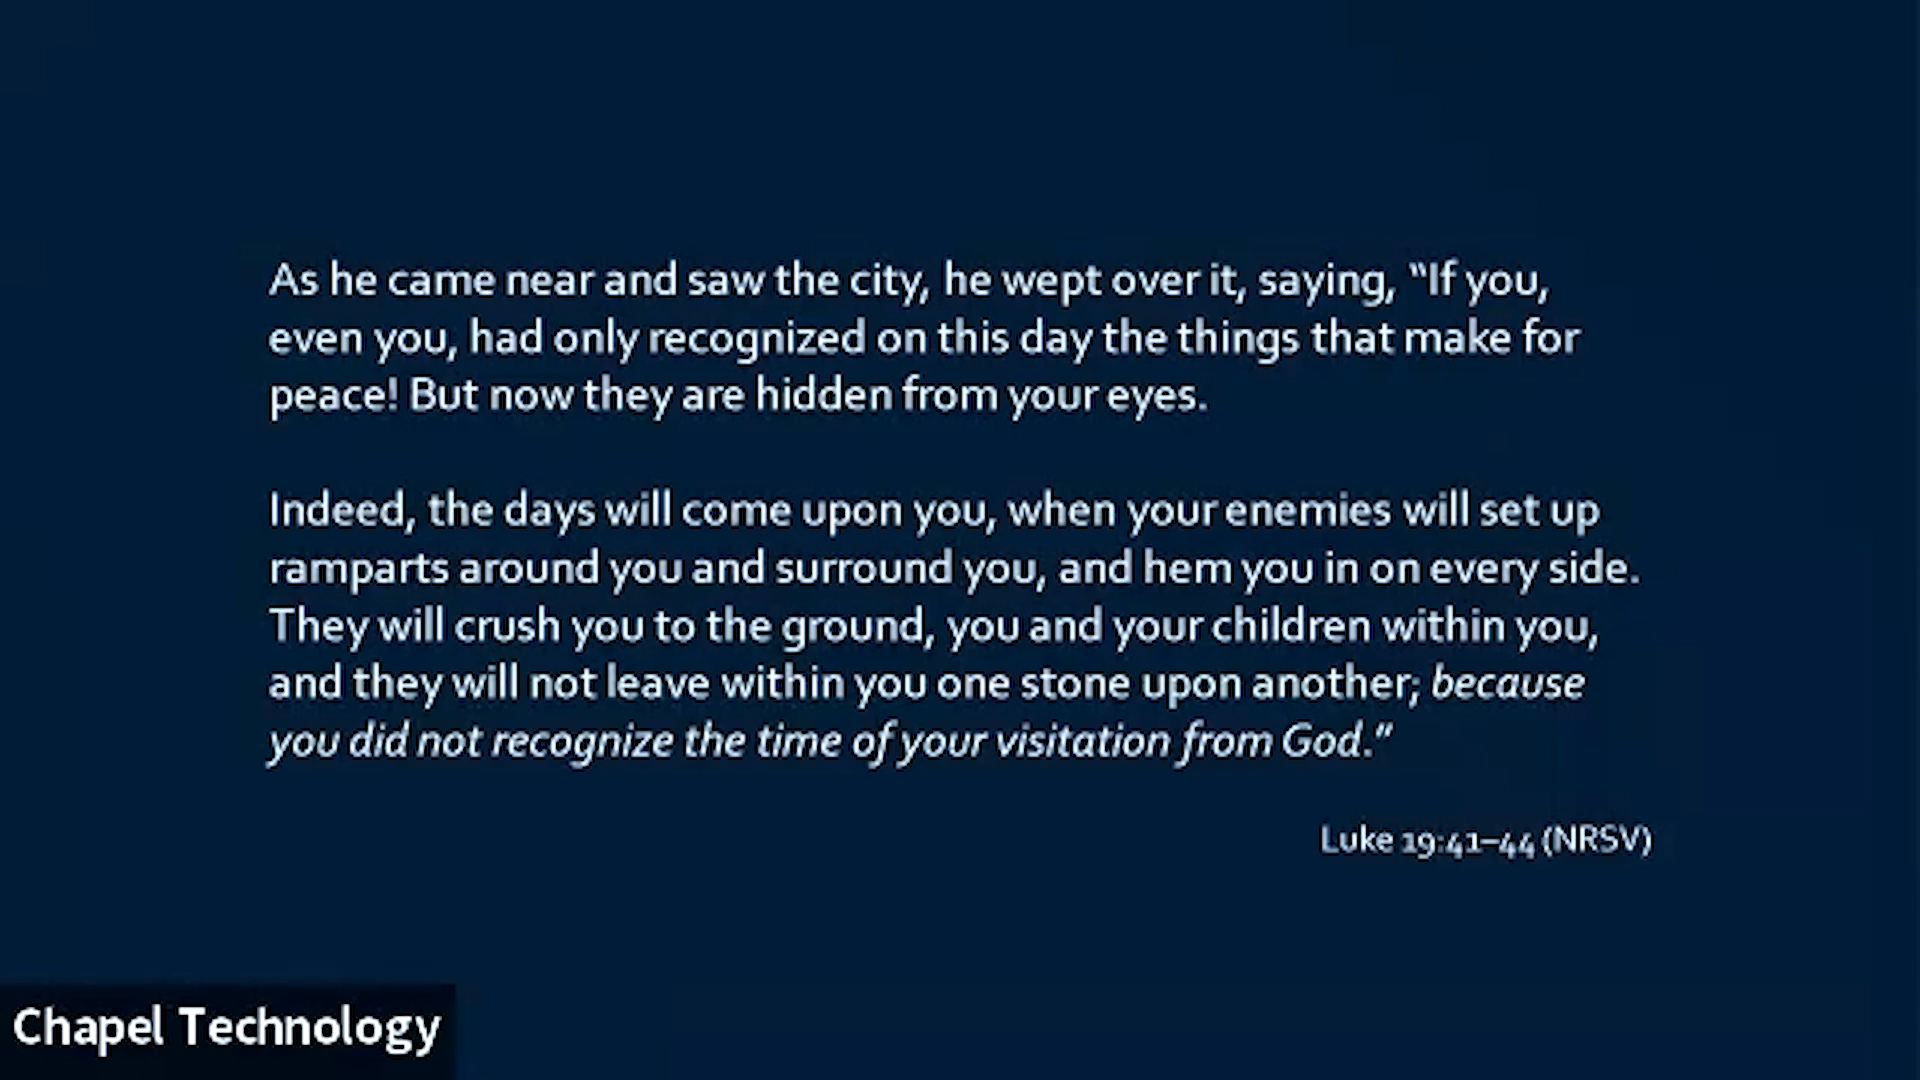 As he came near and saw the city, he wept over it, saying, “If you,
even you, had only recognized on this day the things that make for
peace! But now they are hidden from your eyes.
Indeed, the days will come upon you, when your enemies will set up
ramparts around you and surround you, and hem you in on every side.
They will crush you to the ground, you and your children within you,
and they will not leave within you one stone upon another; because
you did not recognize the time of your visitation from God.”
Luke 19:41–44 (NRSV)
Chapel Technology